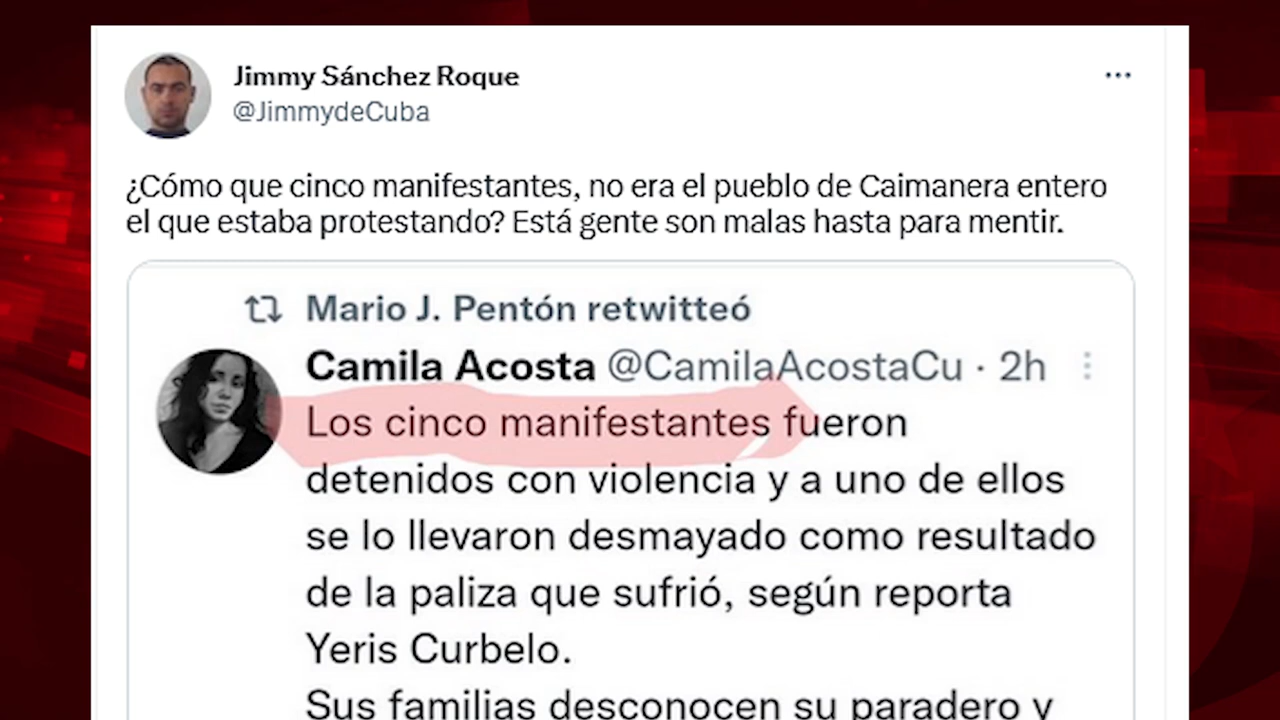 Jimmy Sánchez Roque
@JimmydeCuba
¿Cómo que cinco manifestantes, no era el pueblo de Caimanera entero
el que estaba protestando? Está gente son malas hasta para mentir.
Mario J. Pentón retwitteó
Camila Acosta @CamilaAcostaCu · 2h
Los cinco manifestantes fueron
detenidos con violencia y a uno de ellos
se lo llevaron desmayado como resultado
de la paliza que sufrió, según reporta
Yeris Curbelo.
Sus familias desconocen su paradero y